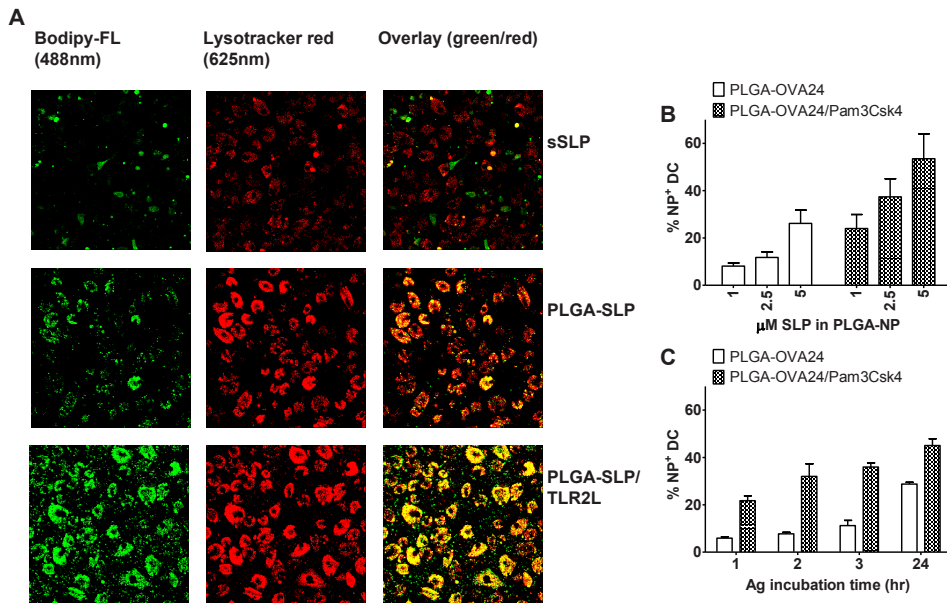 A
Bodipy-FL
(488nm)
Lysotracker red
(625nm)
Overlay (green/red)
sSLP
PLGA-SLP
PLGA-SLP/
TLR2L
B
PLGA-OVA24
PLGA-OVA24/Pam3Csk4
% NP⁺ DC
60
40
20
0
1
2.5
5
1
2.5
5
µM SLP in PLGA-NP
C
PLGA-OVA24
PLGA-OVA24/Pam3Csk4
% NP⁺ DC
60
40
20
0
1
2
3
24
Ag incubation time (hr)